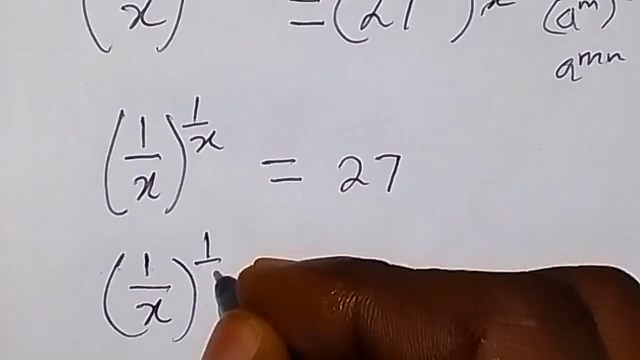 (/x) = (27 )^x (a^m)
a^mn
(1/x)^(1/x) = 27
(1/x)^(1/